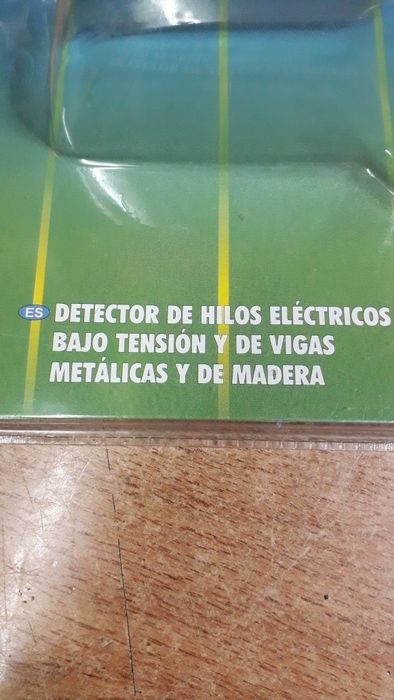 ES DETECTOR DE HILOS ELÉCTRICOS
BAJO TENSIÓN Y DE VIGAS
METÁLICAS Y DE MADERA